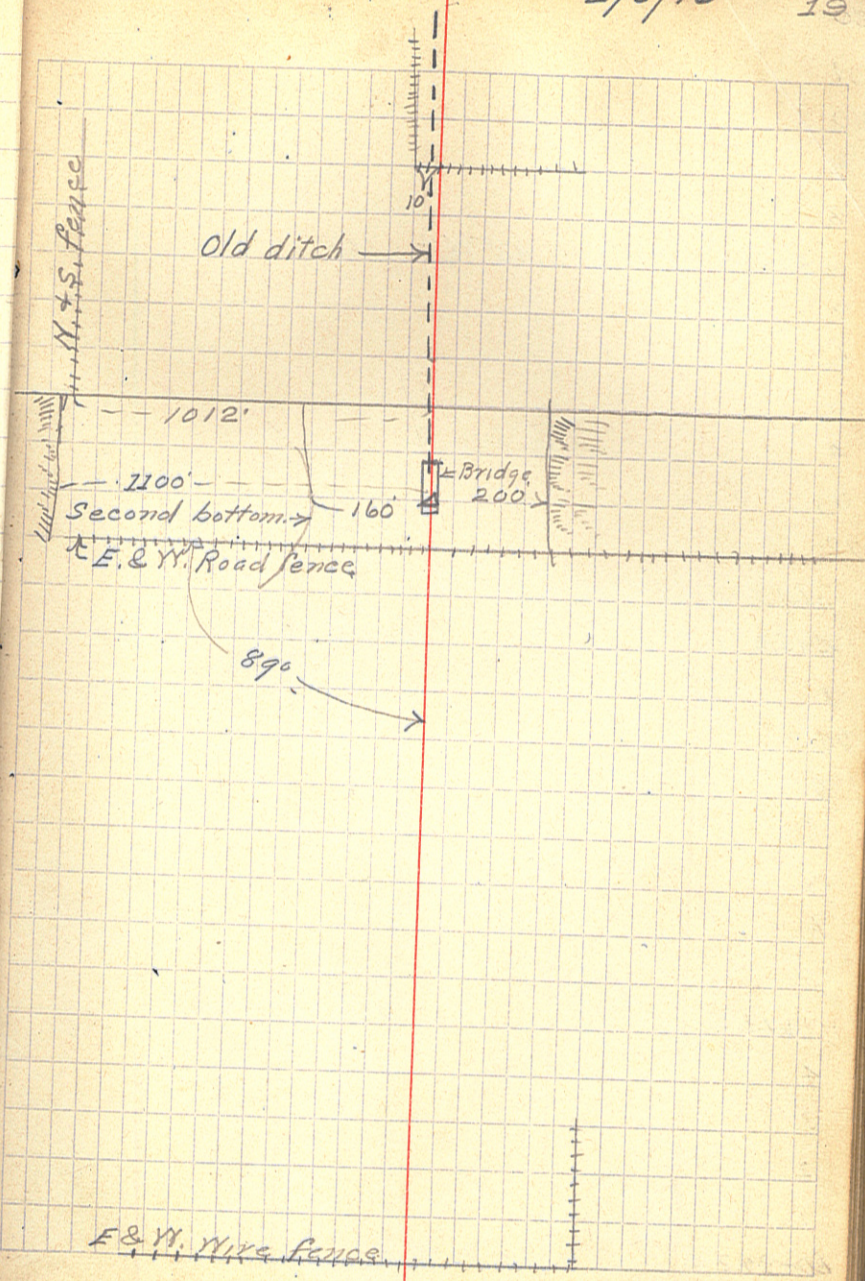 19
N. & S. fence
10
Old ditch
1012'
1100'
Bridge
200
Second bottom.
160'
E. & W. Road fence
89°
E & W. Wire fence